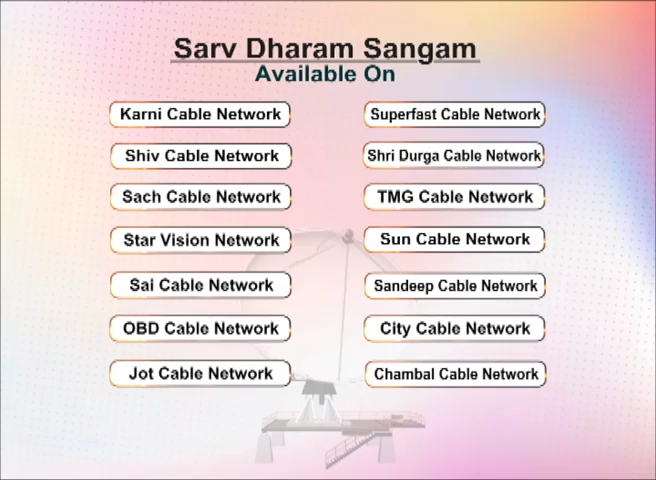 Sarv Dharam Sangam
Available On
Karni Cable Network
Superfast Cable Network
Shiv Cable Network
Shri Durga Cable Network
Sach Cable Network
TMG Cable Network
Star Vision Network
Sun Cable Network
Sai Cable Network
Sandeep Cable Network
OBD Cable Network
City Cable Network
Jot Cable Network
Chambal Cable Network